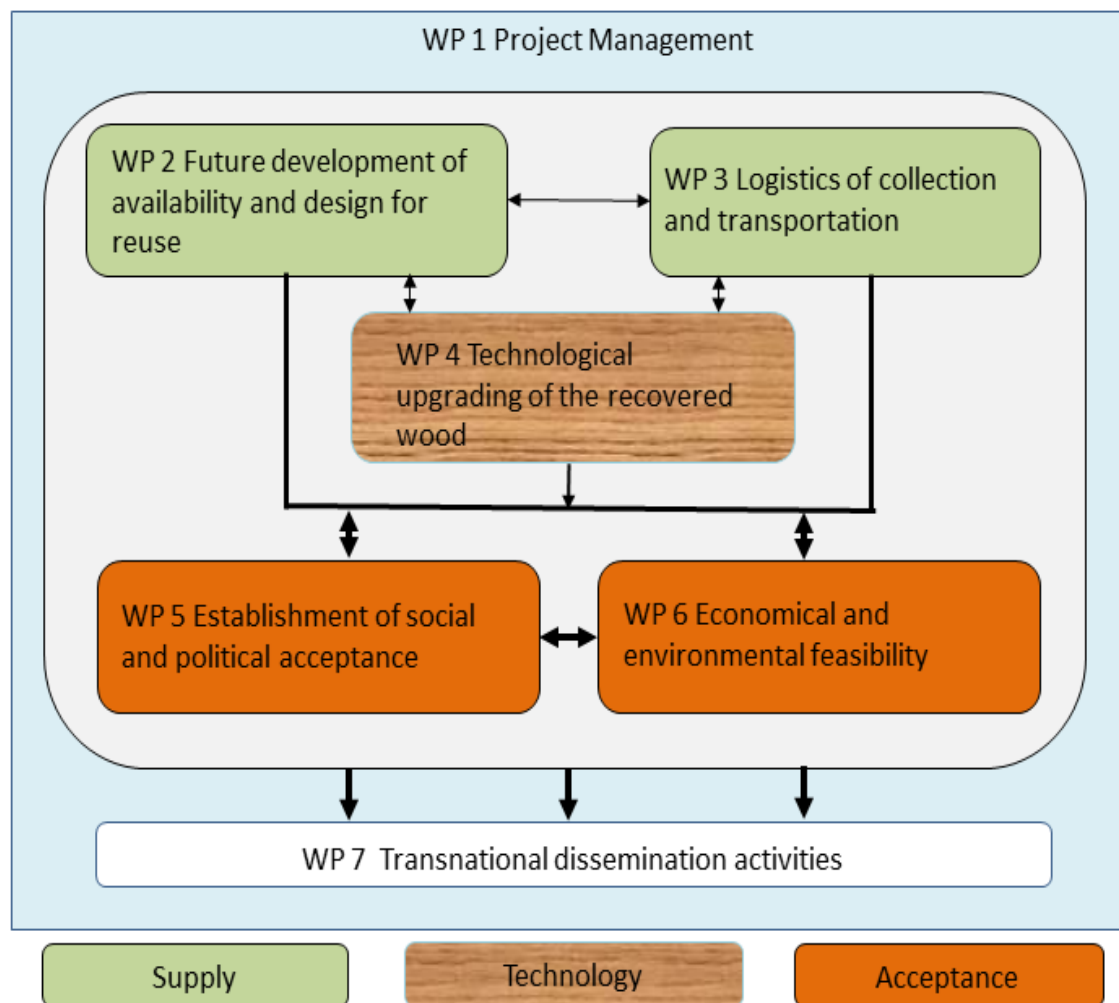 WP 1 Project Management
WP 2 Future development of
availability and design for
reuse
WP 3 Logistics of collection
and transportation
WP 4 Technological
upgrading of the recovered
wood
WP 5 Establishment of social
and political acceptance
WP 6 Economical and
environmental feasibility
WP 7 Transnational dissemination activities
Supply
Technology
Acceptance